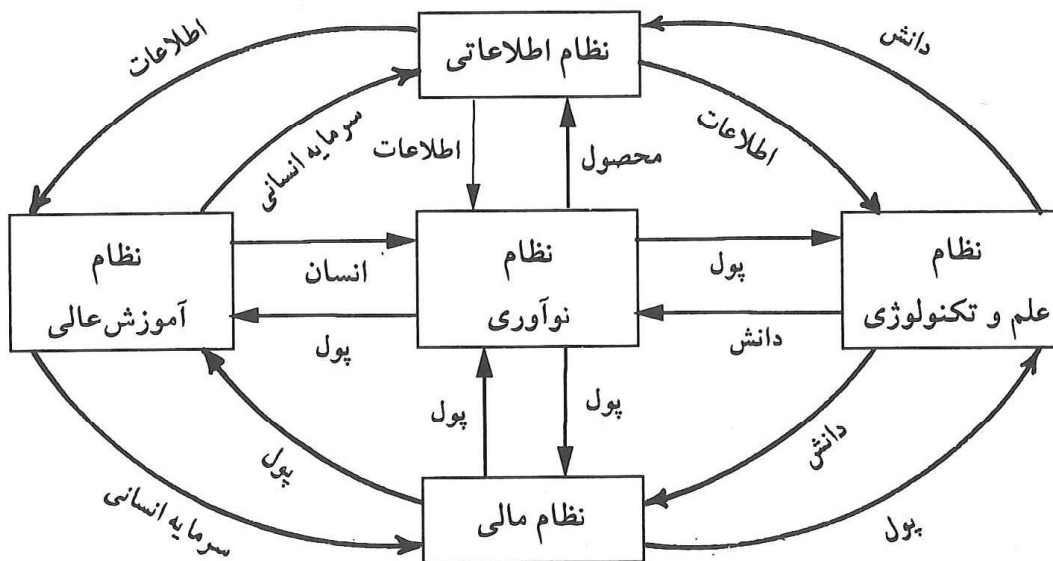 نظام اطلاعاتی
دانش
اطلاعات
سرمایه انسانی
اطلاعات
محصول
اطلاعات
نظام
علم و تکنولوژی
نظام
نوآوری
نظام
آموزش عالی
پول
دانش
انسان
پول
پول
پول
دانش
پول
پول
سرمایه انسانی
نظام مالی